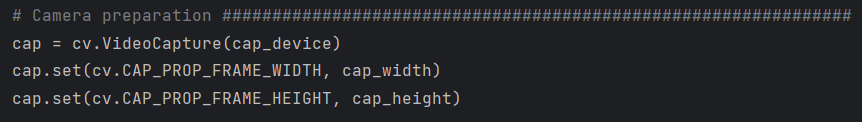 # Camera preparation ###############################################################
cap = cv.VideoCapture(cap_device)
cap.set(cv.CAP_PROP_FRAME_WIDTH, cap_width)
cap.set(cv.CAP_PROP_FRAME_HEIGHT, cap_height)